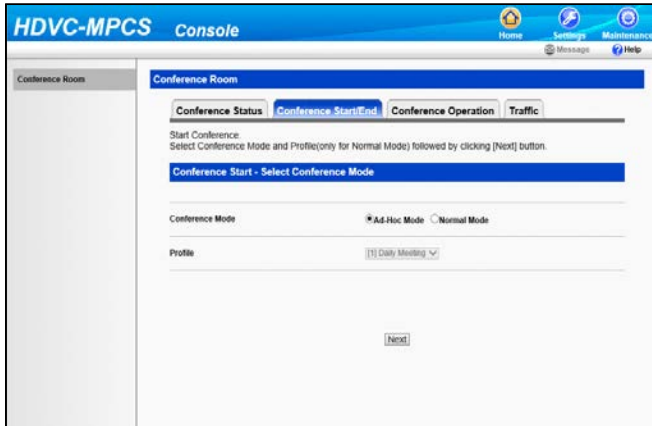 HDVC-MPCS Console
Home
Settings
Maintenance
Message
Help
Conference Room
Conference Room
Conference Status
Conference Start/End
Conference Operation
Traffic
Start Conference.
Select Conference Mode and Profile(only for Normal Mode) followed by clicking [Next] button.
Conference Start - Select Conference Mode
Conference Mode
Ad-Hoc Mode
Normal Mode
Profile
[1] Daily Meeting
Next